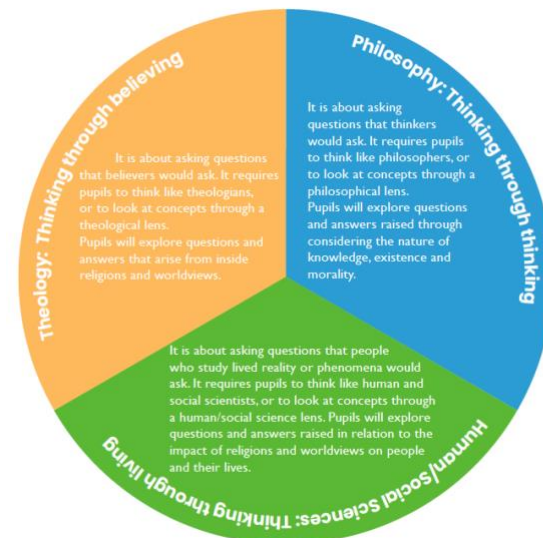 Theology: Thinking through believing
It is about asking questions
that believers would ask. It requires
pupils to think like theologians,
or to look at concepts through a
theological lens.
Pupils will explore questions and
answers that arise from inside
religions and worldviews.
Philosophy: Thinking through thinking
It is about asking
questions that thinkers
would ask. It requires pupils
to think like philosophers, or
to look at concepts through a
philosophical lens.
Pupils will explore questions
and answers raised through
considering the nature of
knowledge, existence and
morality.
It is about asking questions that people
who study lived reality or phenomena would
ask. It requires pupils to think like human and
social scientists, or to look at concepts through
a human/social science lens. Pupils will explore
questions and answers raised in relation to the
impact of religions and worldviews on people
and their lives.
Human/social Sciences: Thinking through living